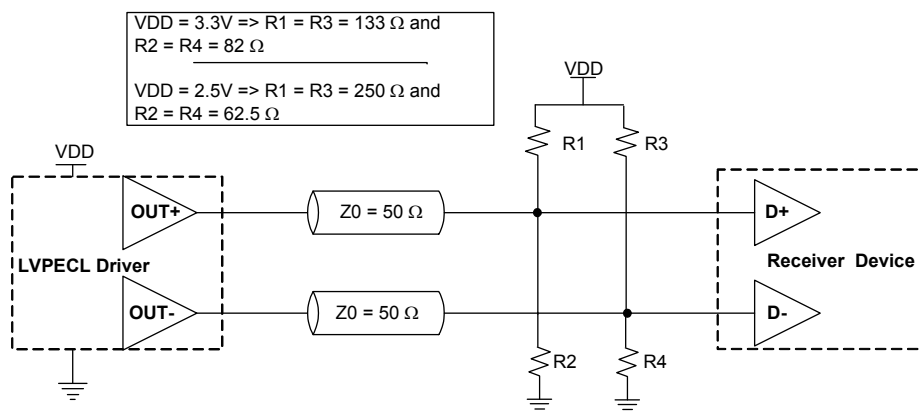 VDD = 3.3V => R1 = R3 = 133 Ω and
R2 = R4 = 82 Ω
VDD = 2.5V => R1 = R3 = 250 Ω and
R2 = R4 = 62.5 Ω
VDD
R1
R3
VDD
OUT+
Z0 = 50 Ω
D+
LVPECL Driver
Receiver Device
OUT-
Z0 = 50 Ω
D-
R2
R4